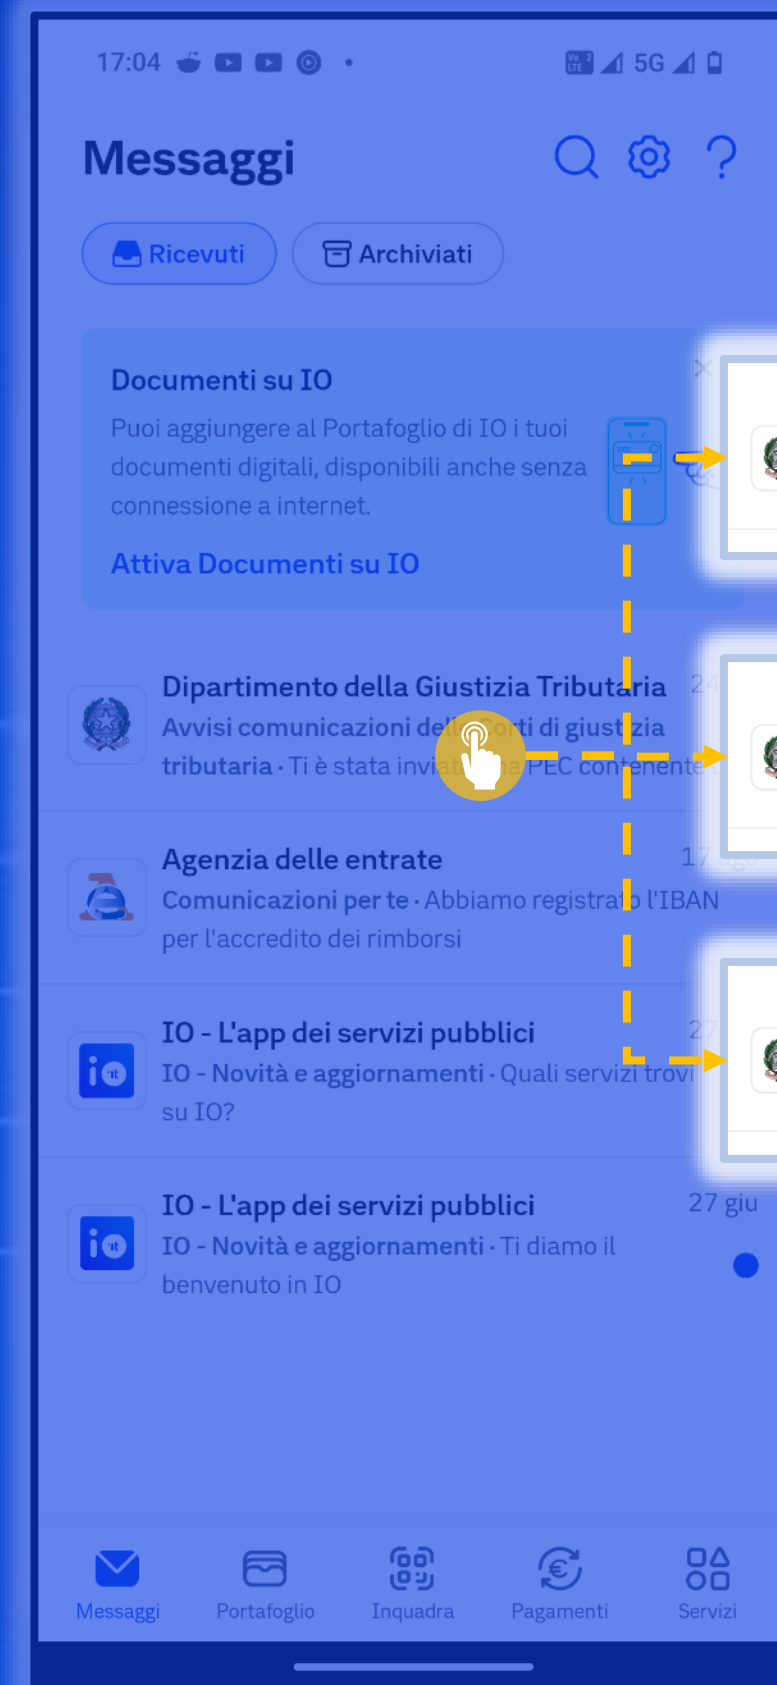 17:04
5G
Messaggi
Ricevuti
Archiviati
Documenti su IO
Puoi aggiungere al Portafoglio di IO i tuoi
documenti digitali, disponibili anche senza
connessione a internet.
Attiva Documenti su IO
Dipartimento della Giustizia Tributaria
Avvisi comunicazioni delle Corti di giustizia
tributaria · Ti è stata inviata una PEC contenente
Agenzia delle entrate
17 ago
Comunicazioni per te · Abbiamo registrato l'IBAN
per l'accredito dei rimborsi
IO - L'app dei servizi pubblici
27
IO - Novità e aggiornamenti · Quali servizi trovi
su IO?
IO - L'app dei servizi pubblici
27 giu
IO - Novità e aggiornamenti · Ti diamo il
benvenuto in IO
Messaggi
Portafoglio
Inquadra
Pagamenti
Servizi